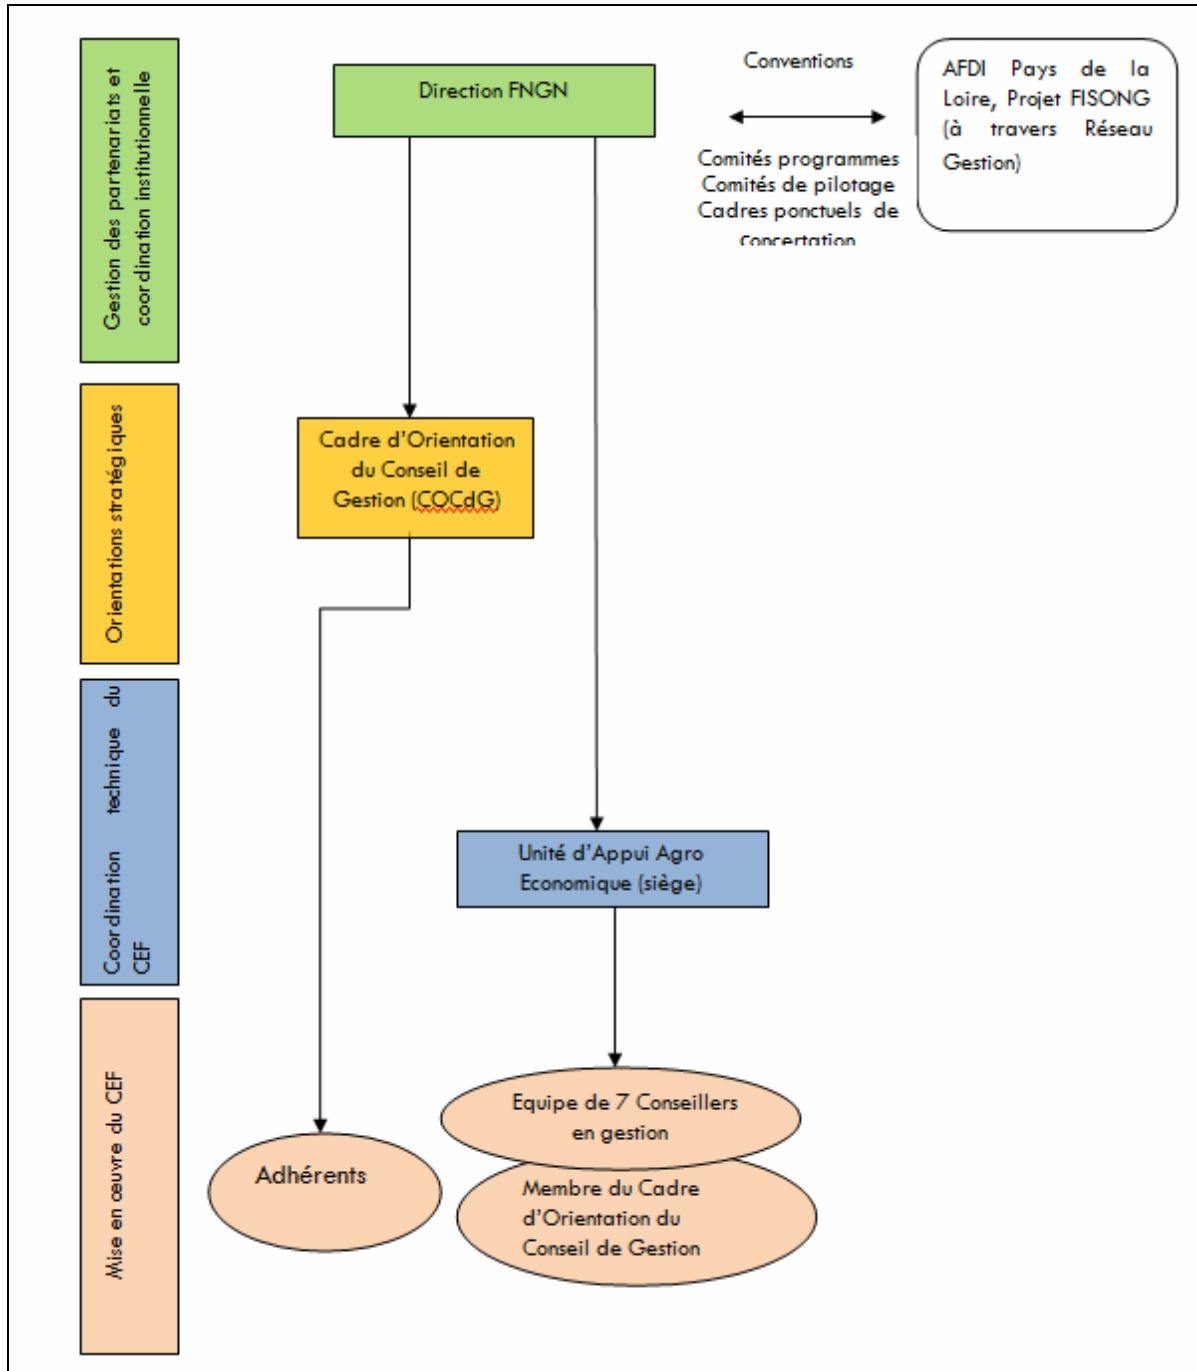 Gestion des partenariats et
coordination institutionnelle
Direction FNGN
Conventions
Comités programmes
Comités de pilotage
Cadres ponctuels de
concertation
AFDI Pays de la
Loire, Projet FISONG
(à travers Réseau
Gestion)
Orientations stratégiques
Cadre d'Orientation
du Conseil de
Gestion (COCdG)
Coordination technique du
CEF
Unité d'Appui Agro
Economique (siège)
Mise en œuvre du CEF
Adhérents
Equipe de 7 Conseillers
en gestion
Membre du Cadre
d'Orientation du
Conseil de Gestion